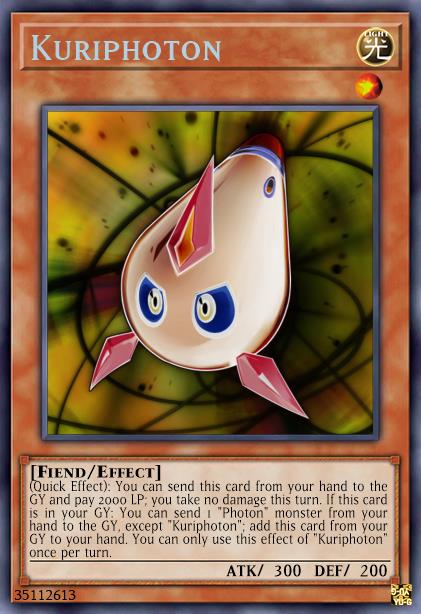 Kuriphoton
LIGHT
光
[Fiend/Effect]
(Quick Effect): You can send this card from your hand to the
GY and pay 2000 LP; you take no damage this turn. If this card
is in your GY: You can send 1 "Photon" monster from
your hand to the GY, except "Kuriphoton"; add this card from your
GY to your hand. You can only use this effect of "Kuriphoton"
once per turn.
ATK/ 300 DEF/ 200
35112613